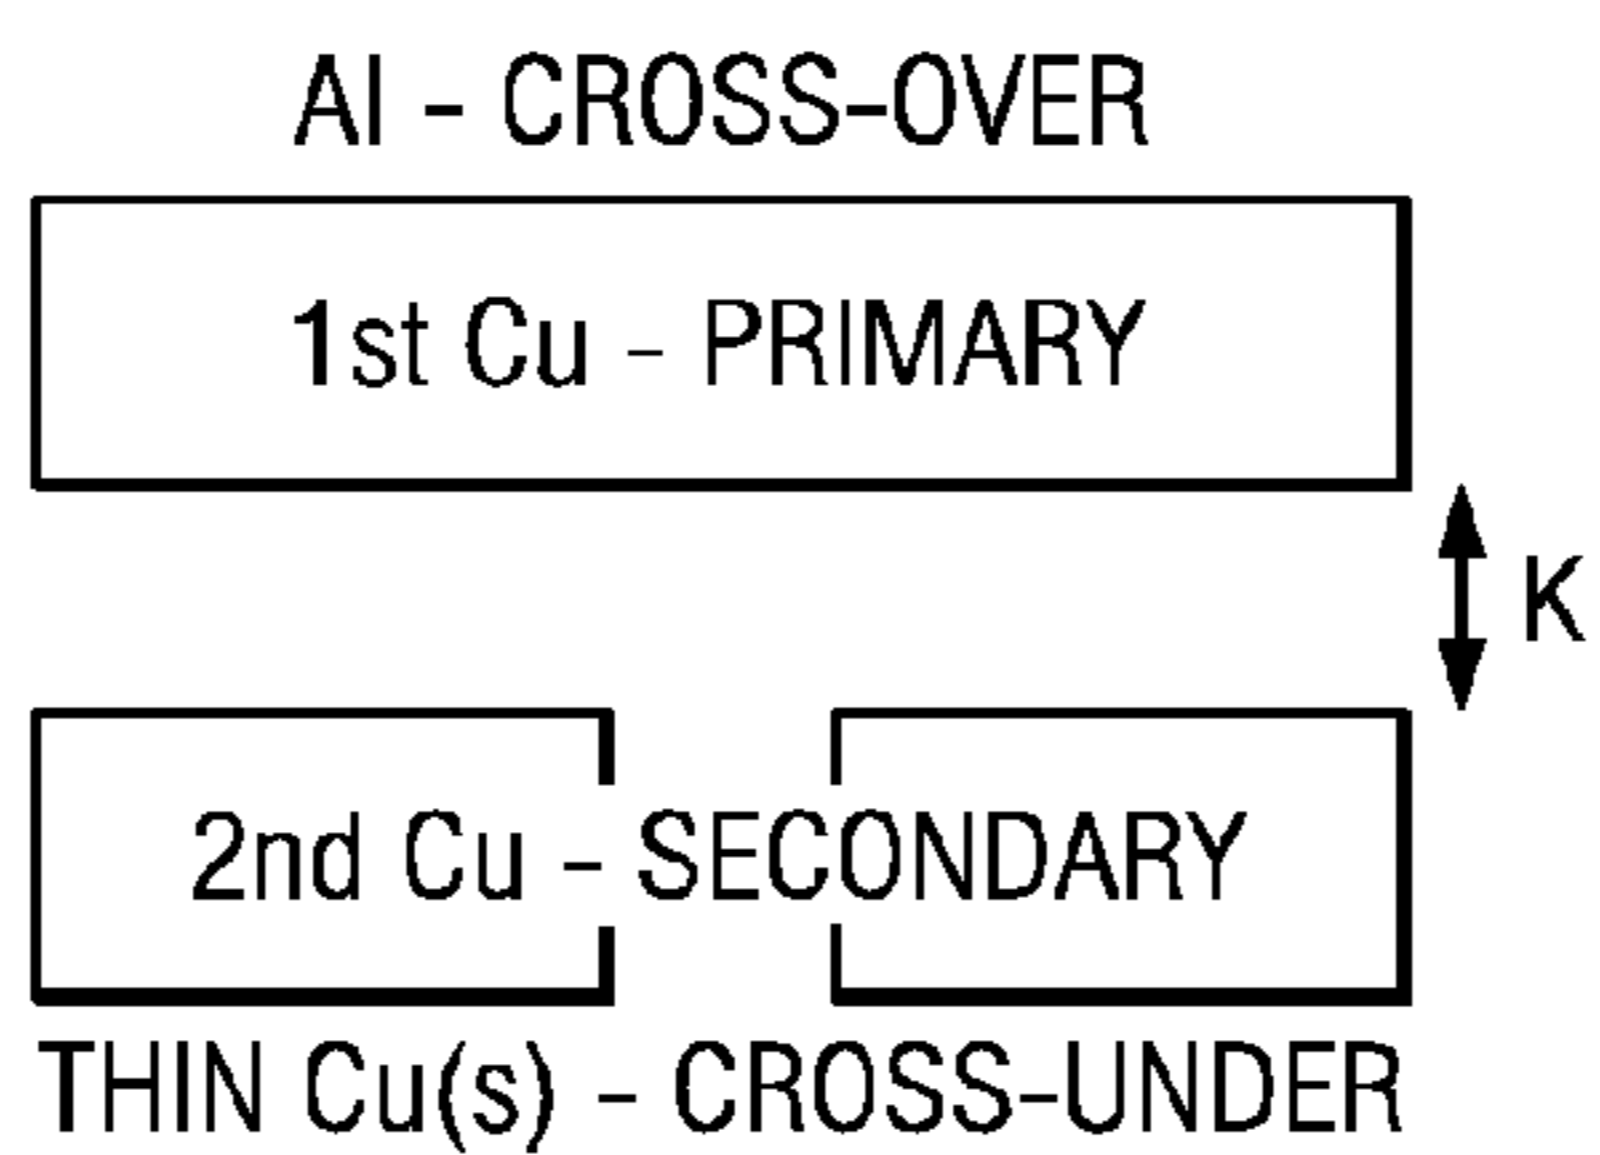 Al - CROSS-OVER
1st Cu - PRIMARY
K
2nd Cu - SECONDARY
THIN Cu(s) - CROSS-UNDER